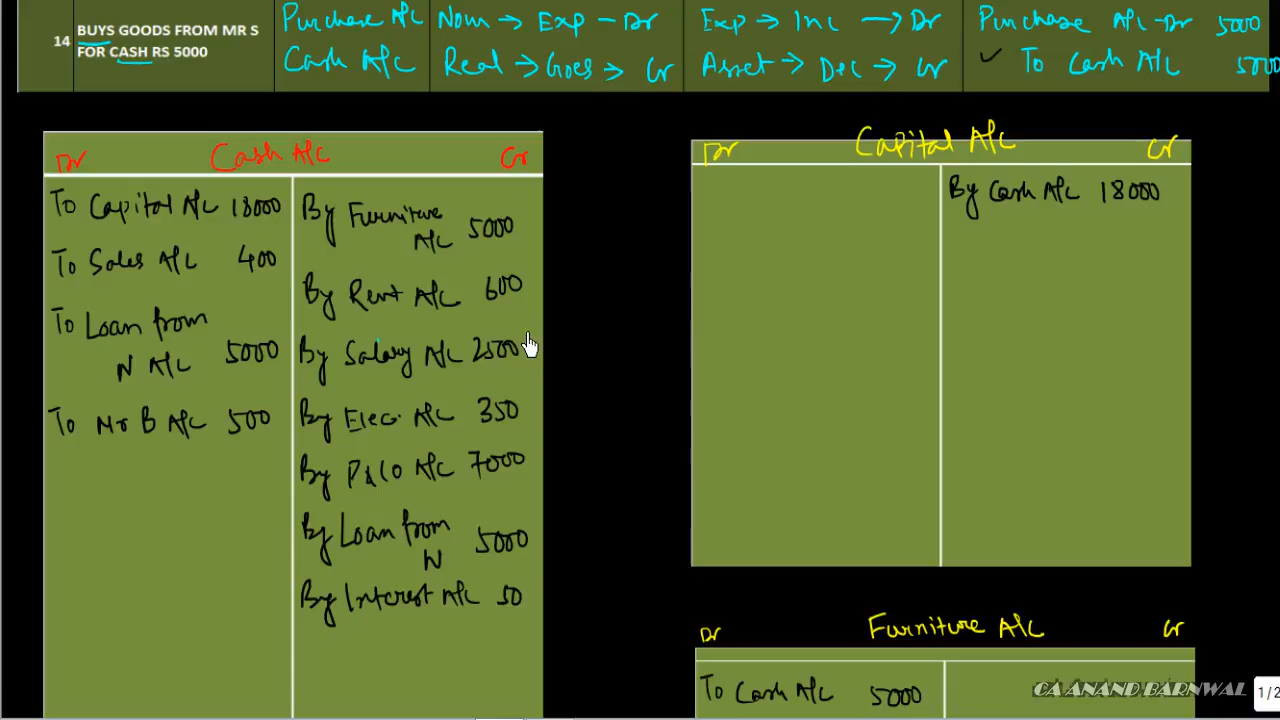 14
BUYS GOODS FROM MR S
FOR CASH RS 5000
Purchase A/c
Cash A/c
Nom → Exp - Dr
Real → Goes → Cr
Exp → Inc → Dr
Asset → Dec → Cr
Purchase A/c - Dr 5000
✓ To Cash A/c 5000
Dr Cash A/c Cr
To Capital A/c 18000
To Sales A/c 400
To Loan from
N A/c 5000
To Mr B A/c 500
By Furniture
A/c 5000
By Rent A/c 600
By Salary A/c 2500
By Elec. A/c 350
By P&CO A/c 7000
By Loan from
N 5000
By Interest A/c 50
Dr Capital A/c Cr
By Cash A/c 18000
Dr Furniture A/c Cr
To Cash A/c 5000
CA ANAND BARNWAL
1/2